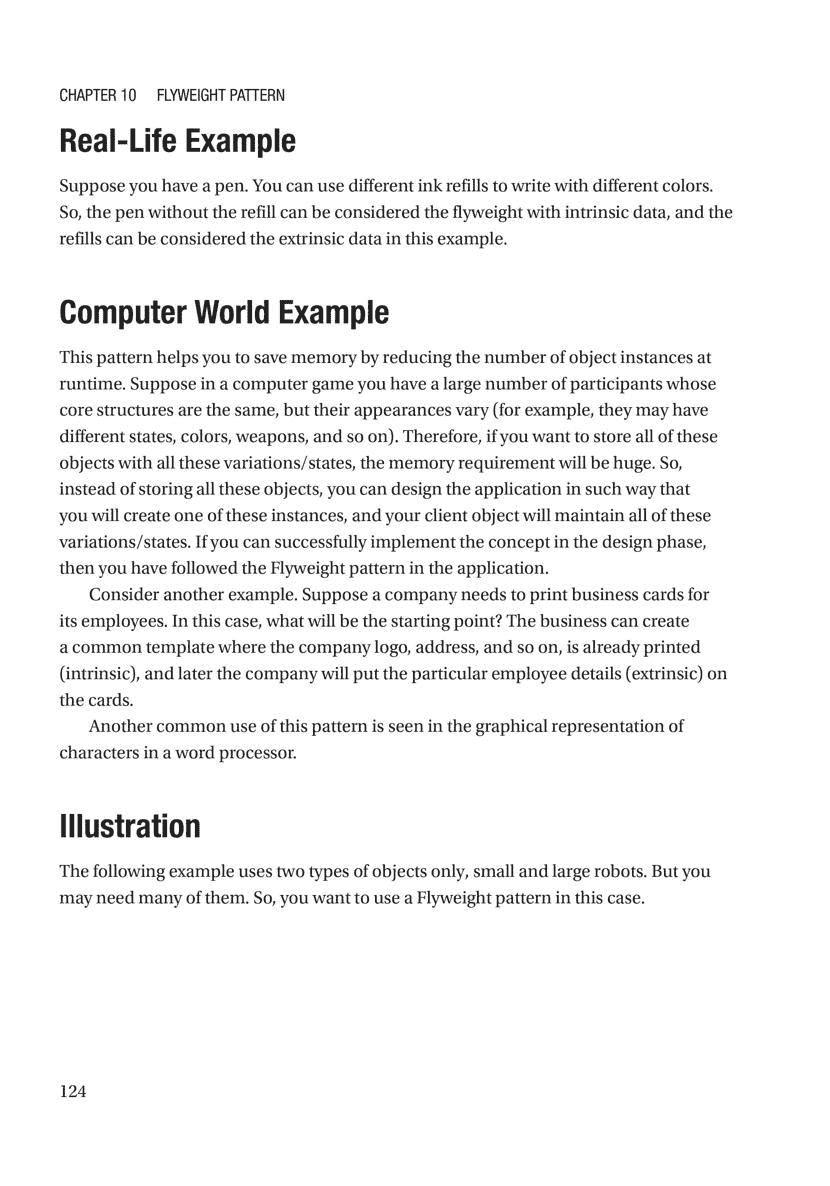 CHAPTER 10 FLYWEIGHT PATTERN
Real-Life Example
Suppose you have a pen. You can use different ink refills to write with different colors.
So, the pen without the refill can be considered the flyweight with intrinsic data, and the
refills can be considered the extrinsic data in this example.
Computer World Example
This pattern helps you to save memory by reducing the number of object instances at
runtime. Suppose in a computer game you have a large number of participants whose
core structures are the same, but their appearances vary (for example, they may have
different states, colors, weapons, and so on). Therefore, if you want to store all of these
objects with all these variations/states, the memory requirement will be huge. So,
instead of storing all these objects, you can design the application in such way that
you will create one of these instances, and your client object will maintain all of these
variations/states. If you can successfully implement the concept in the design phase,
then you have followed the Flyweight pattern in the application.
Consider another example. Suppose a company needs to print business cards for
its employees. In this case, what will be the starting point? The business can create
a common template where the company logo, address, and so on, is already printed
(intrinsic), and later the company will put the particular employee details (extrinsic) on
the cards.
Another common use of this pattern is seen in the graphical representation of
characters in a word processor.
Illustration
The following example uses two types of objects only, small and large robots. But you
may need many of them. So, you want to use a Flyweight pattern in this case.
124